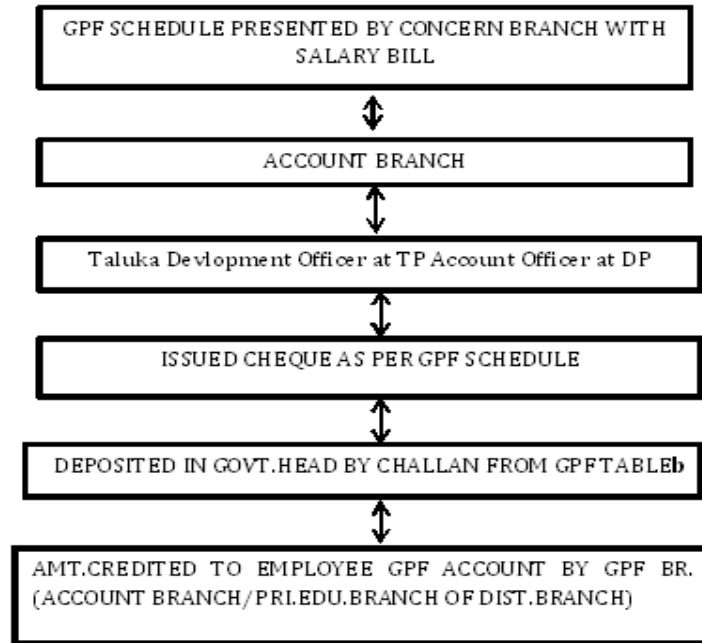 GPF SCHEDULE PRESENTED BY CONCERN BRANCH WITH
SALARY BILL
ACCOUNT BRANCH
Taluka Devlopment Officer at TP Account Officer at DP
ISSUED CHEQUE AS PER GPF SCHEDULE
DEPOSITED IN GOVT.HEAD BY CHALLAN FROM GPF TABLEb
AMT.CREDITED TO EMPLOYEE GPF ACCOUNT BY GPF BR.
(ACCOUNT BRANCH/PRI.EDU.BRANCH OF DIST.BRANCH)